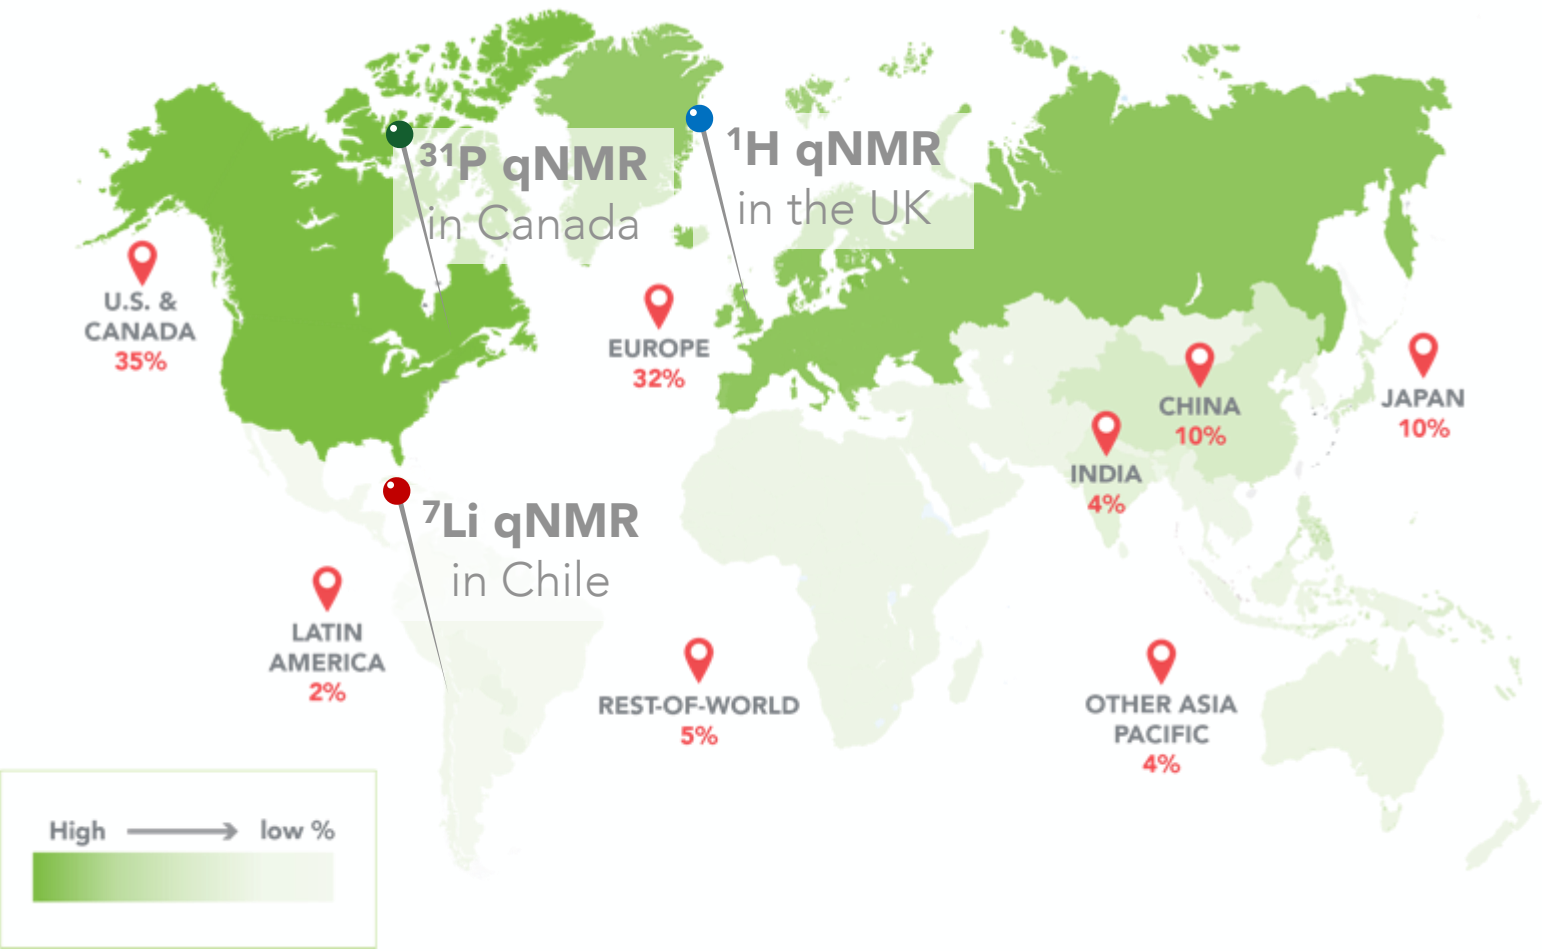 ³¹P qNMR
in Canada
¹H qNMR
in the UK
U.S. &
CANADA
35%
EUROPE
32%
CHINA
10%
JAPAN
10%
INDIA
4%
⁷Li qNMR
in Chile
LATIN
AMERICA
2%
REST-OF-WORLD
5%
OTHER ASIA
PACIFIC
4%
High low %